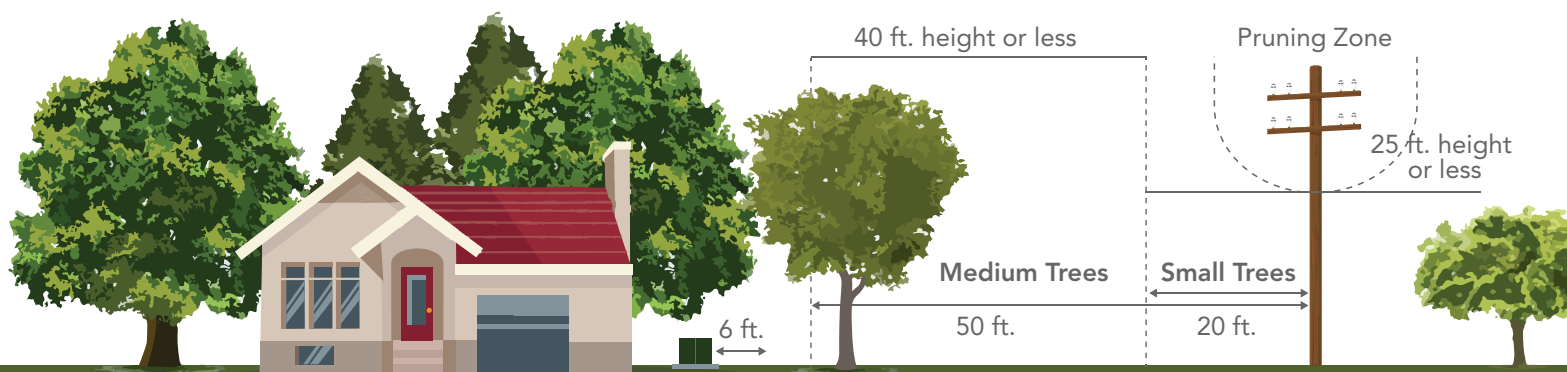 40 ft. height or less
Pruning Zone
25 ft. height
or less
Medium Trees
Small Trees
6 ft.
50 ft.
20 ft.